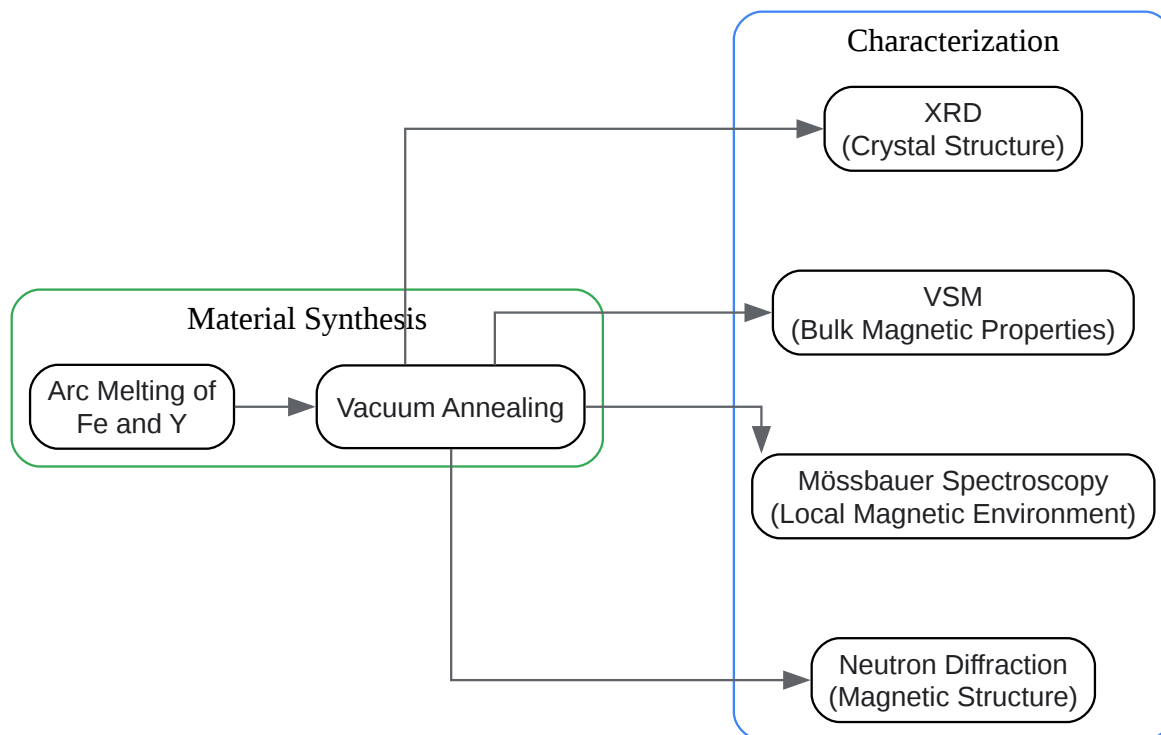 Characterization
XRD
(Crystal Structure)
VSM
(Bulk Magnetic Properties)
Material Synthesis
Arc Melting of
Fe and Y
Vacuum Annealing
Mössbauer Spectroscopy
(Local Magnetic Environment)
Neutron Diffraction
(Magnetic Structure)